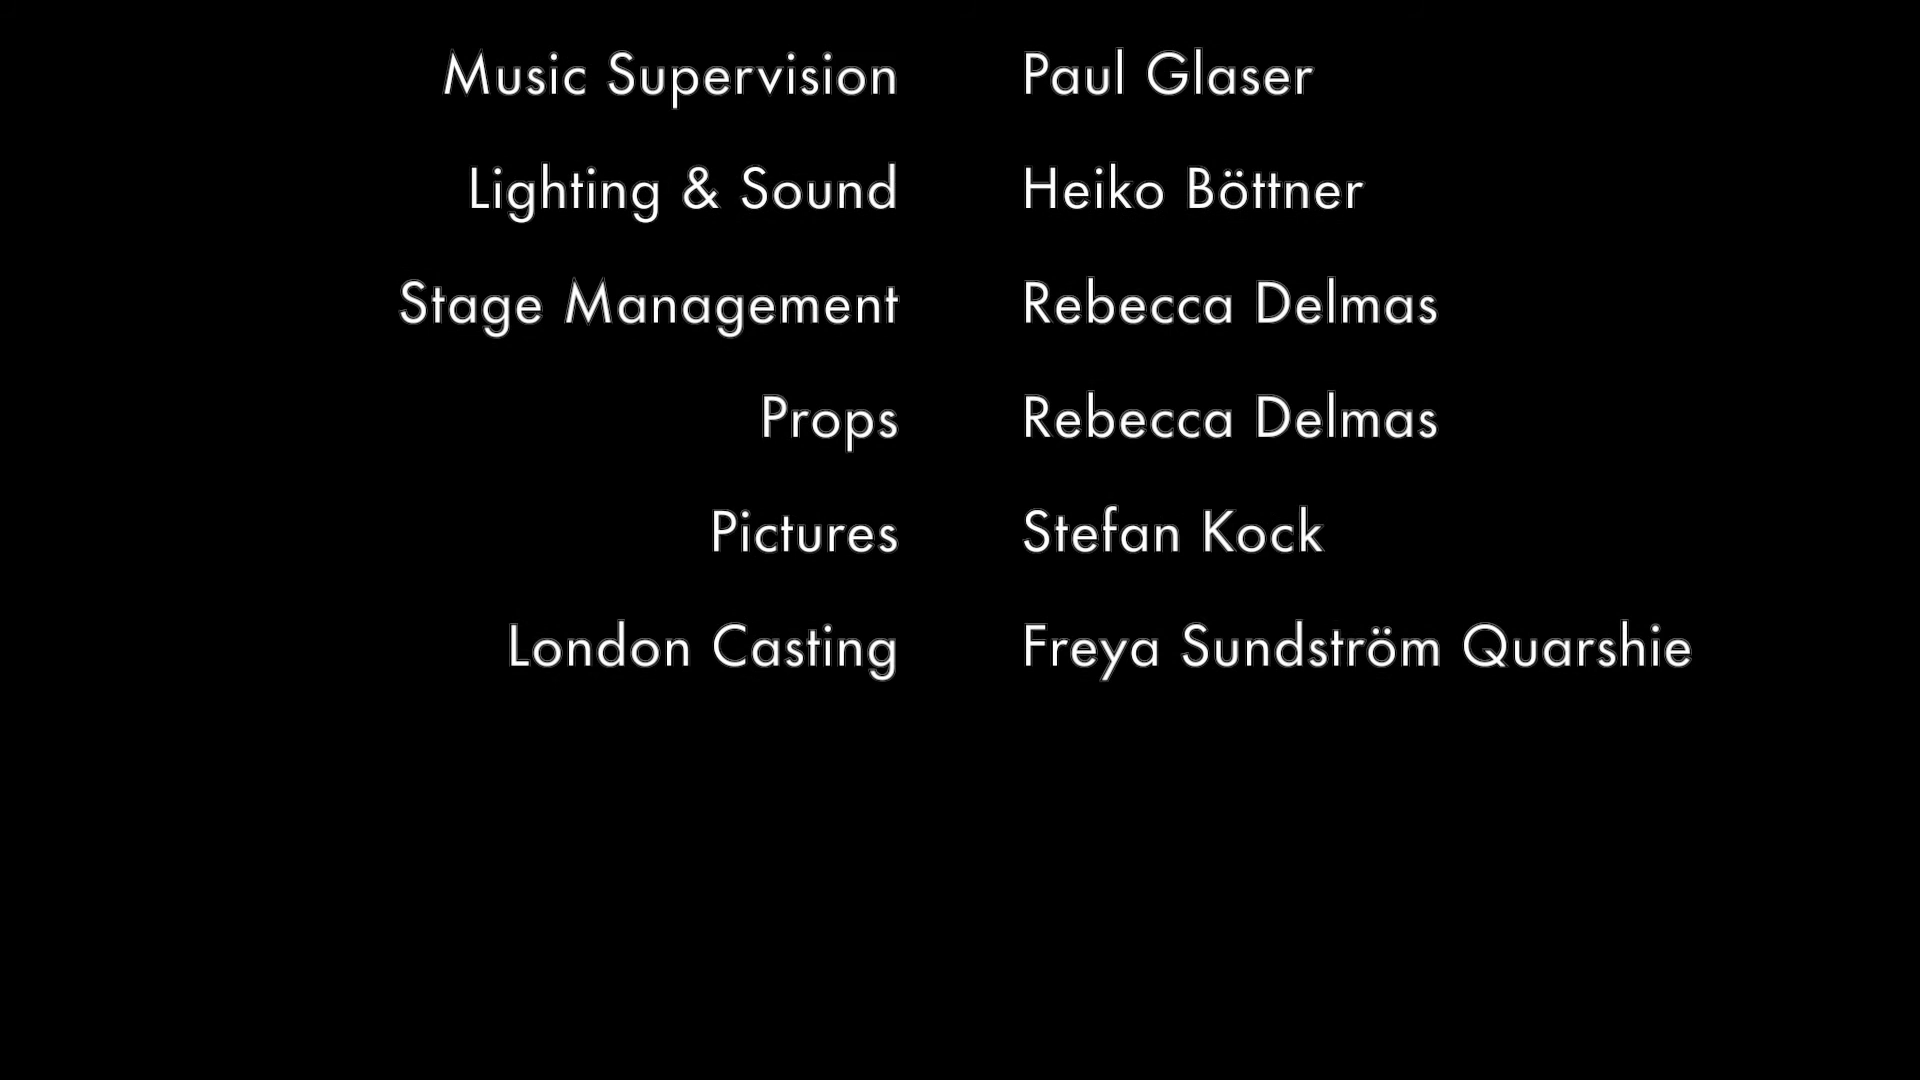 Music Supervision Paul Glaser
Lighting & Sound Heiko Böttner
Stage Management Rebecca Delmas
Props Rebecca Delmas
Pictures Stefan Kock
London Casting Freya Sundström Quarshie